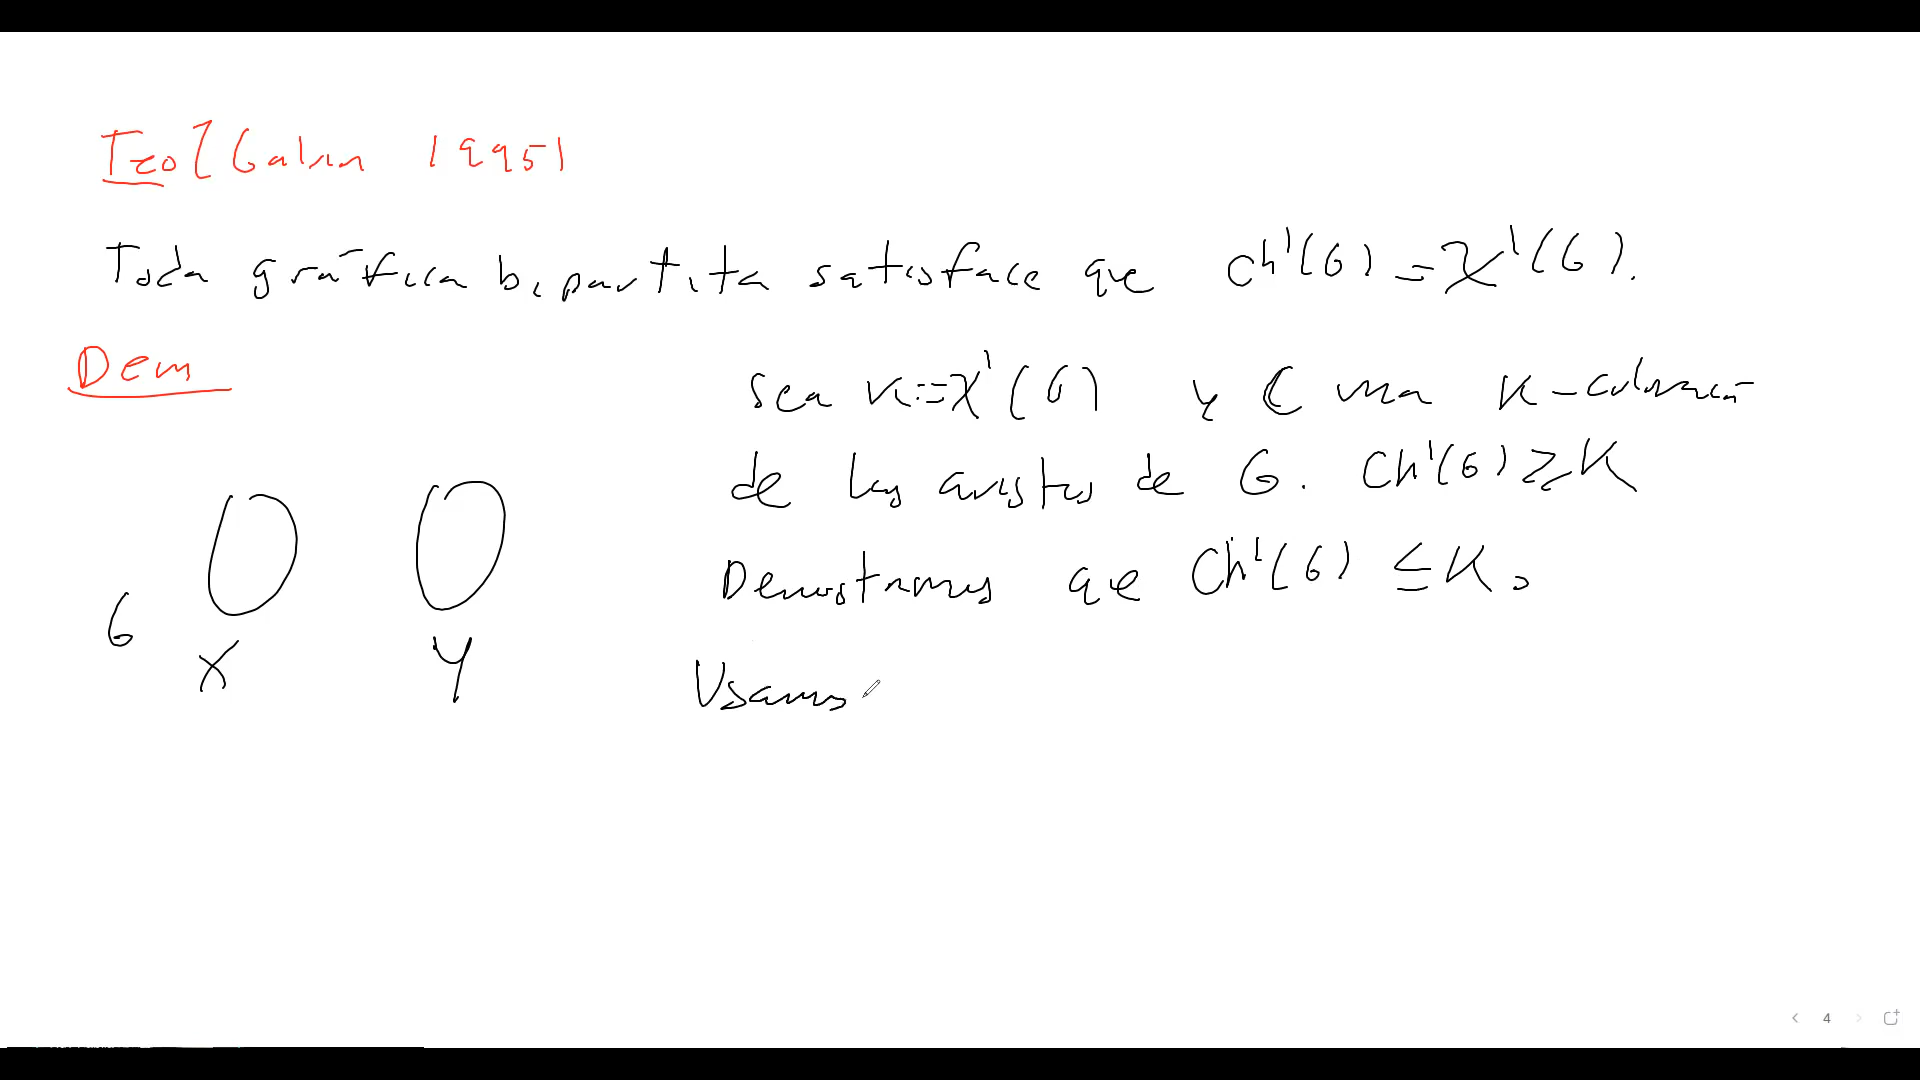 Teo [Galvin 1995]
Toda gráfica bipartita satisface que Ch'(G) = χ'(G).
Dem
Sea K := χ'(G) y C una K-coloración
de las aristas de G. Ch'(G) ≥ K
Demostramos que Ch'(G) ≤ K.
G X Y
Usamos
4